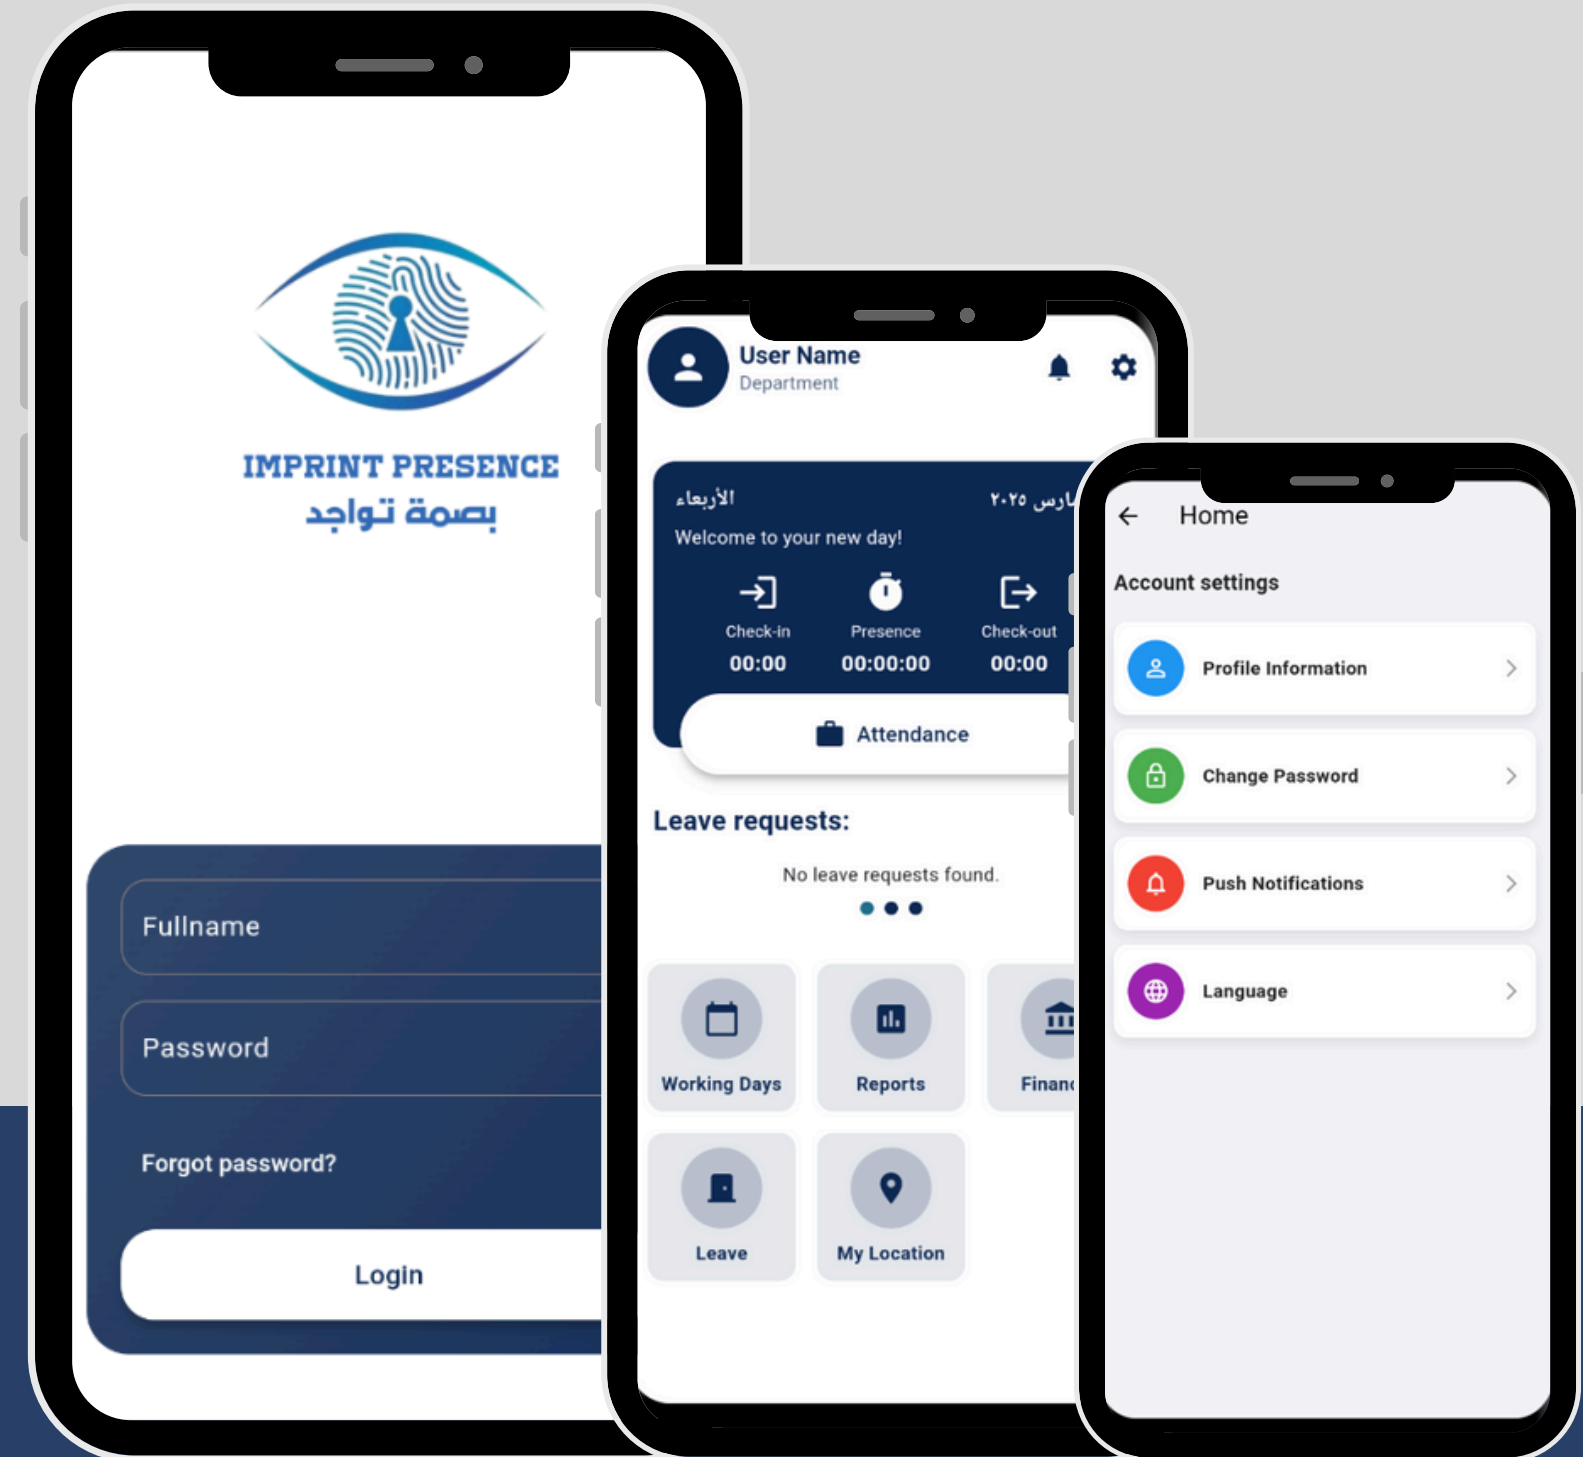 IMPRINT PRESENCE
بصمة تواجد
Fullname
Password
Forgot password?
Login
User Name
Department
الأربعاء
مارس ٢٠٢٥
Welcome to your new day!
Check-in Presence Check-out
00:00 00:00:00 00:00
Attendance
Leave requests:
No leave requests found.
Working Days Reports
Leave My Location
Home
Account settings
Profile Information
Change Password
Push Notifications
Language